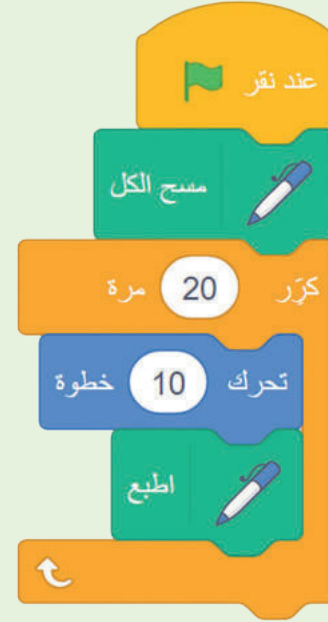 عند نقر
مسح الكل
كرِّر 20 مرة
تحرك 10 خطوة
اطبع